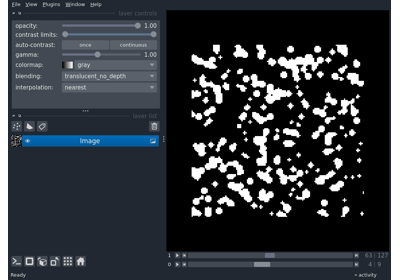 File View Plugins Window Help
layer controls
opacity: 1.00
contrast limits:
auto-contrast: once continuous
gamma: 1.00
colormap: gray
blending: translucent_no_depth
interpolation: nearest
layer list
Image
1 63 127
0 4 9
Ready activity